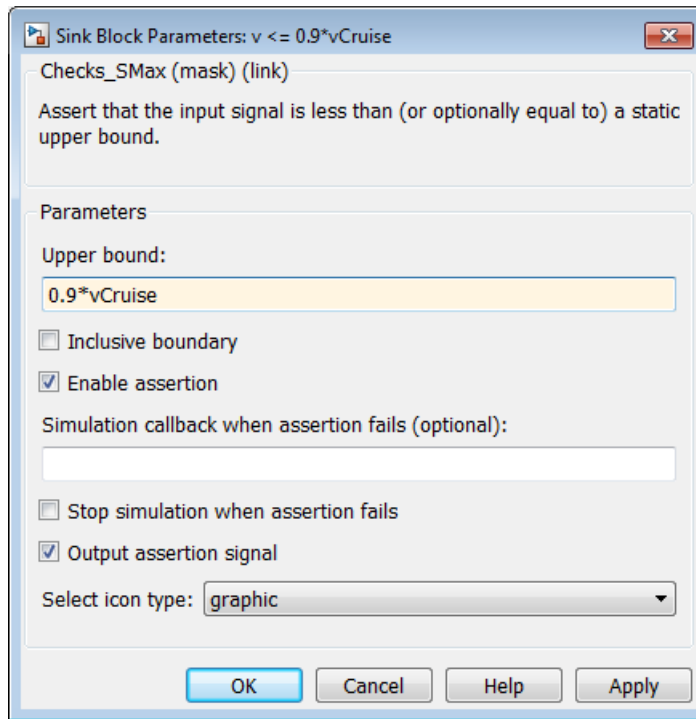 Sink Block Parameters: v <= 0.9*vCruise
Checks_SMax (mask) (link)
Assert that the input signal is less than (or optionally equal to) a static
upper bound.
Parameters
Upper bound:
0.9*vCruise
Inclusive boundary
Enable assertion
Simulation callback when assertion fails (optional):
Stop simulation when assertion fails
Output assertion signal
Select icon type: graphic
OK Cancel Help Apply